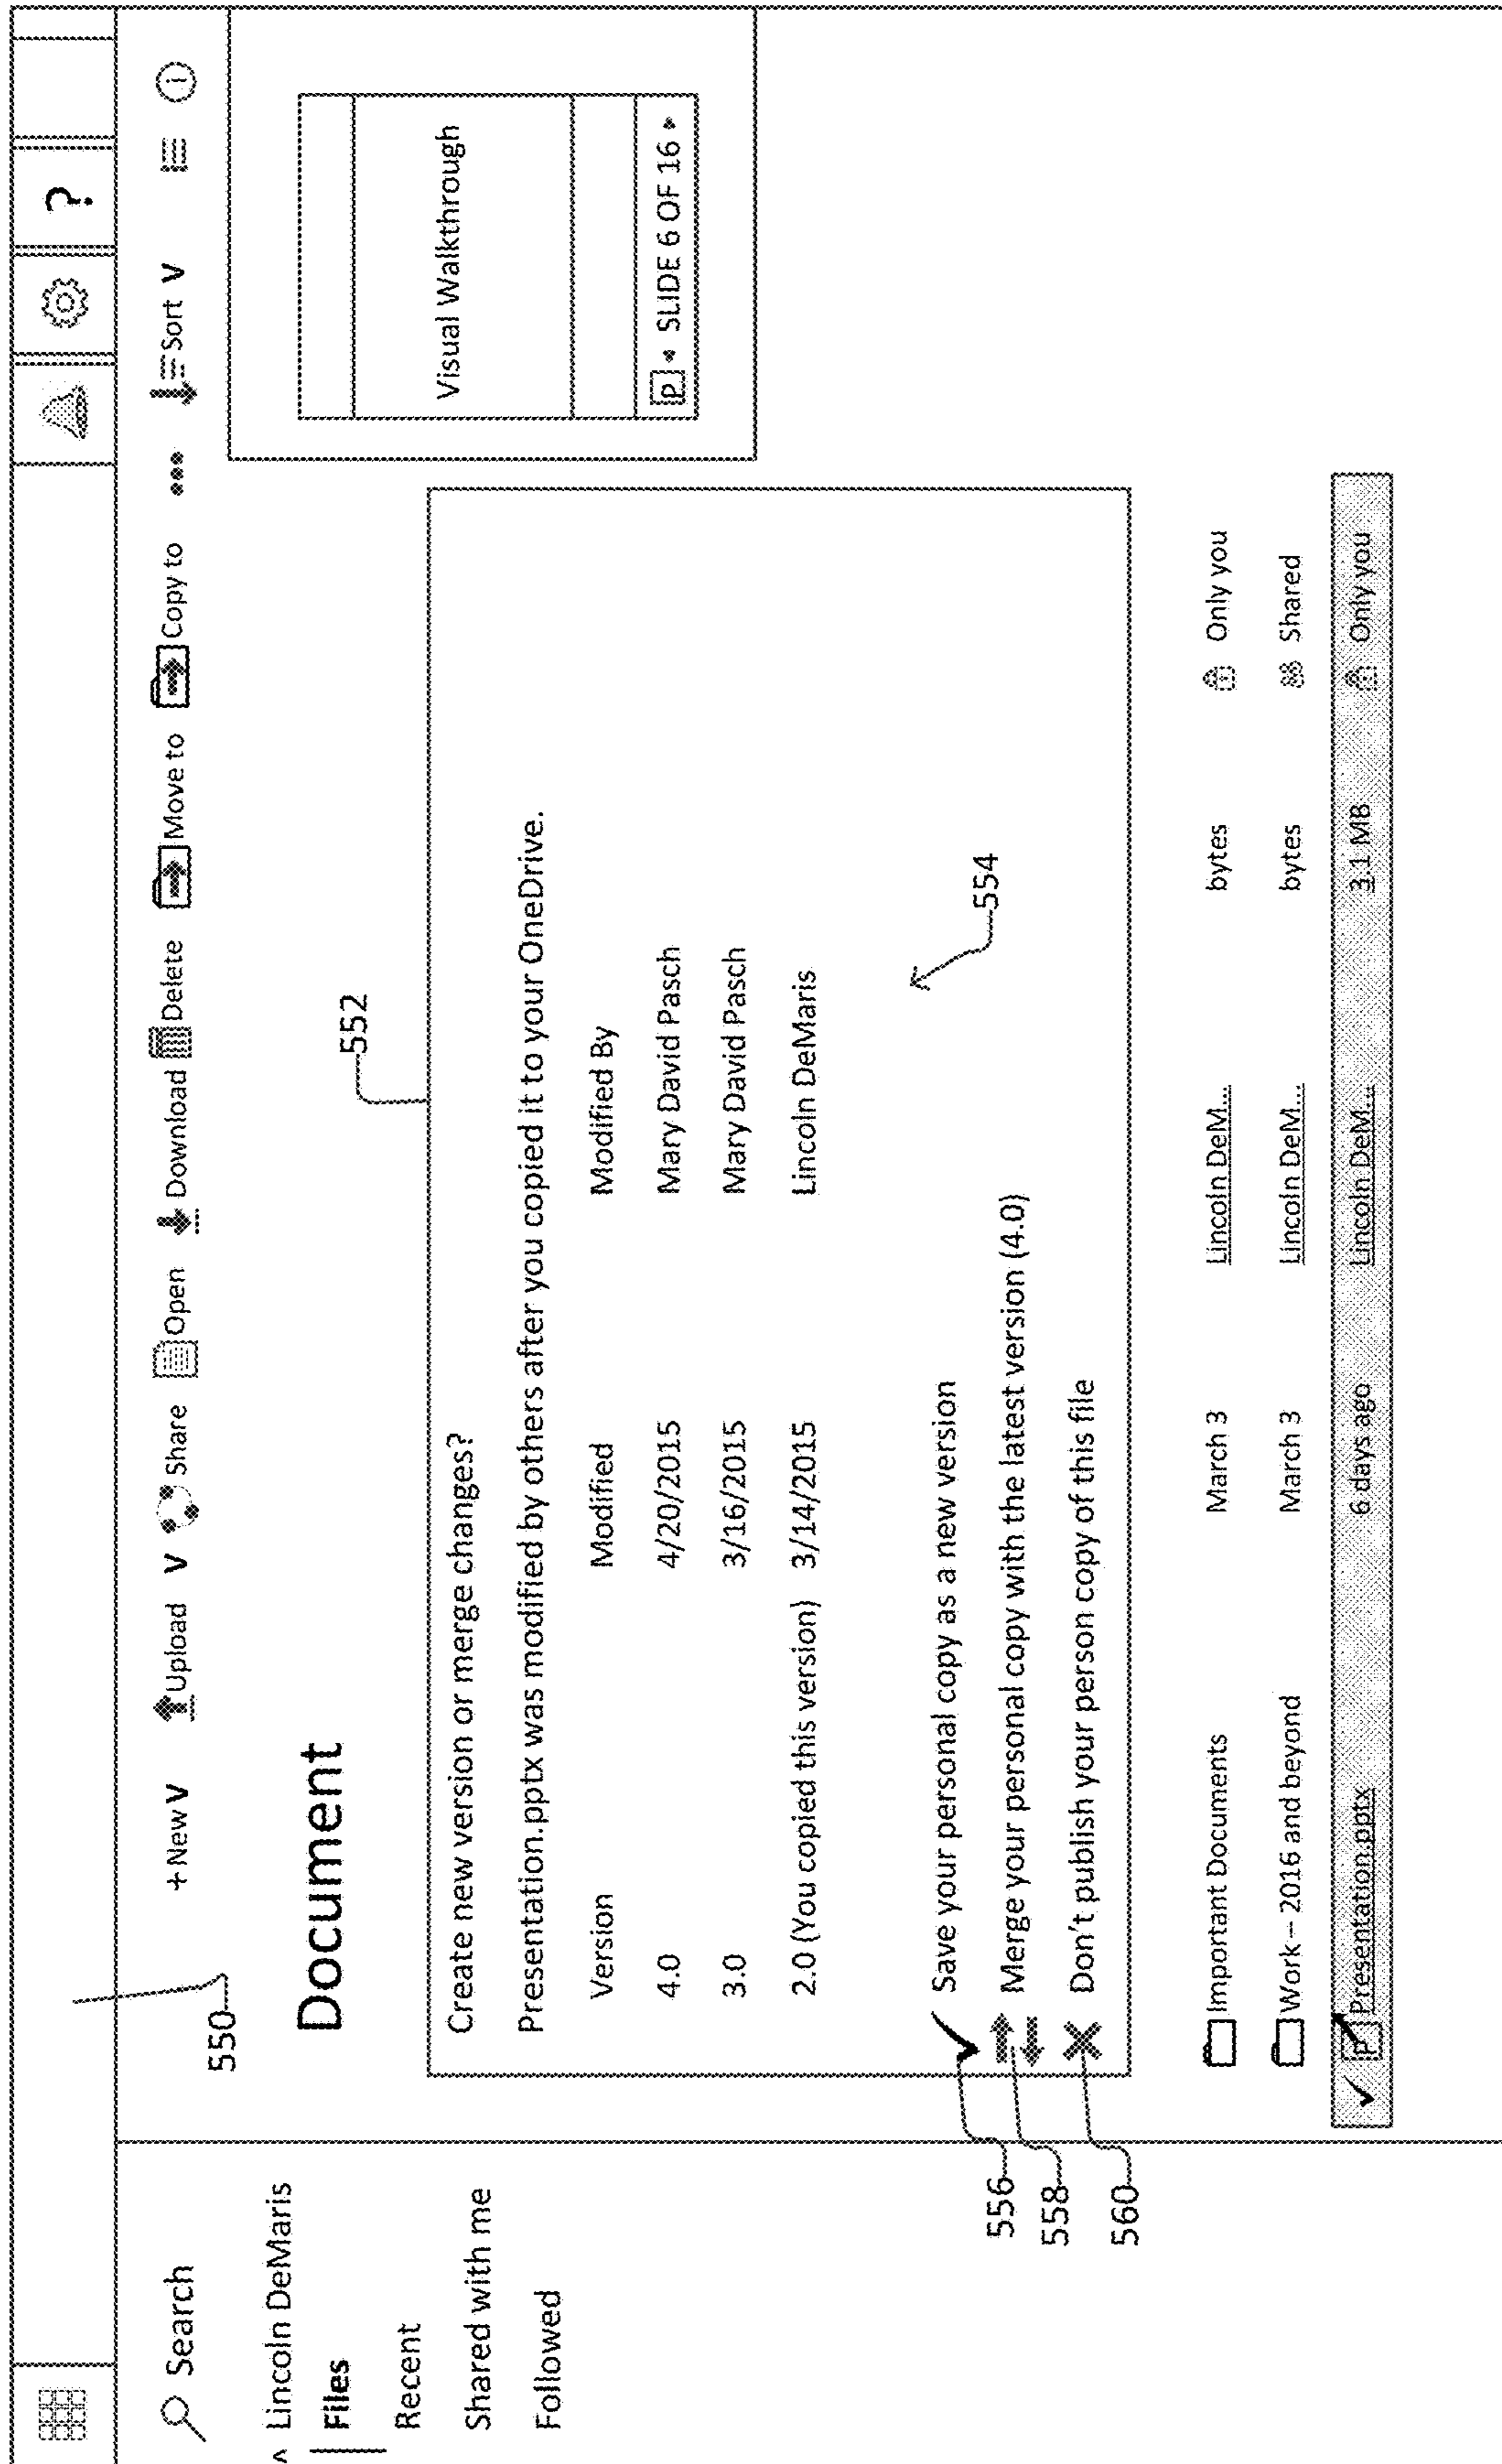 ?
Search
+ New V Upload V Share Open Download Delete Move to Copy to ••• Sort V i
550
^ Lincoln DeMaris
Files
Recent
Shared with me
Followed
Document
552
Create new version or merge changes?
Presentation.pptx was modified by others after you copied it to your OneDrive.
Version Modified Modified By
4.0 4/20/2015 Mary David Pasch
3.0 3/16/2015 Mary David Pasch
2.0 (You copied this version) 3/14/2015 Lincoln DeMaris
554
Save your personal copy as a new version
Merge your personal copy with the latest version (4.0)
Don't publish your person copy of this file
556
558
560
Visual Walkthrough
P SLIDE 6 OF 16
Important Documents March 3 Lincoln DeM... bytes Only you
Work – 2016 and beyond March 3 Lincoln DeM... bytes Shared
P Presentation.pptx 6 days ago Lincoln DeM... 3.1 MB Only you